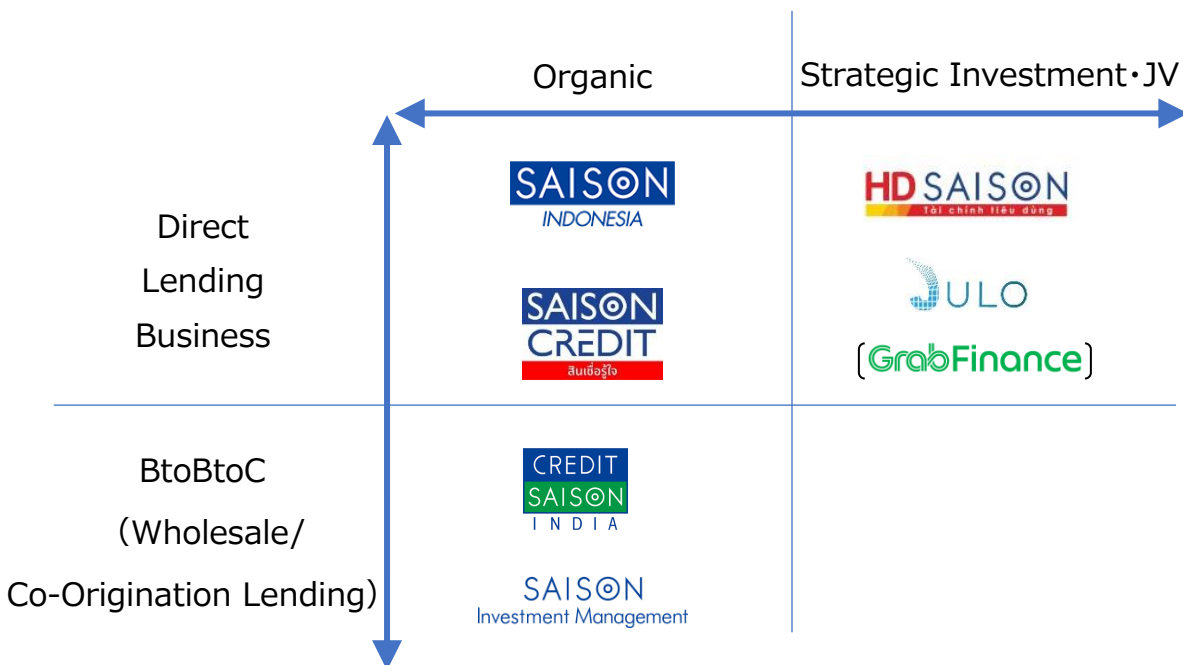 Organic
Strategic Investment・JV
Direct
Lending
Business
SAISON
INDONESIA
HD SAISON
Tài chính tiêu dùng
JULO
SAISON
CREDIT
สินเชื่อรู้ใจ
[GrabFinance]
BtoBtoC
（Wholesale/
Co-Origination Lending）
CREDIT
SAISON
INDIA
SAISON
Investment Management